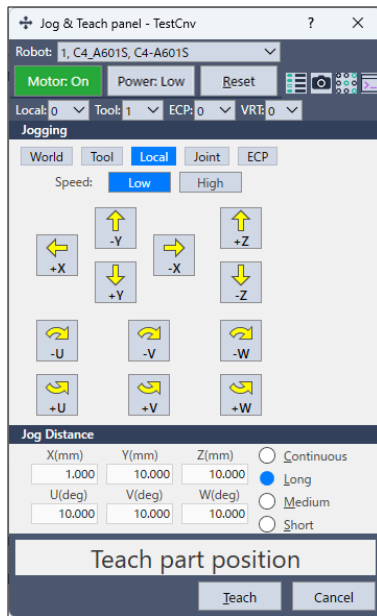 Jog & Teach panel - TestCnv ? ×
Robot: 1, C4_A601S, C4-A601S
Motor: On Power: Low Reset
Local: 0 Tool: 1 ECP: 0 VRT: 0
Jogging
World Tool Local Joint ECP
Speed: Low High
-Y +Z
+X -X
+Y -Z
-U -V -W
+U +V +W
Jog Distance
X(mm) Y(mm) Z(mm) Continuous
1.000 10.000 10.000 Long
U(deg) V(deg) W(deg) Medium
10.000 10.000 10.000 Short
Teach part position
Teach Cancel